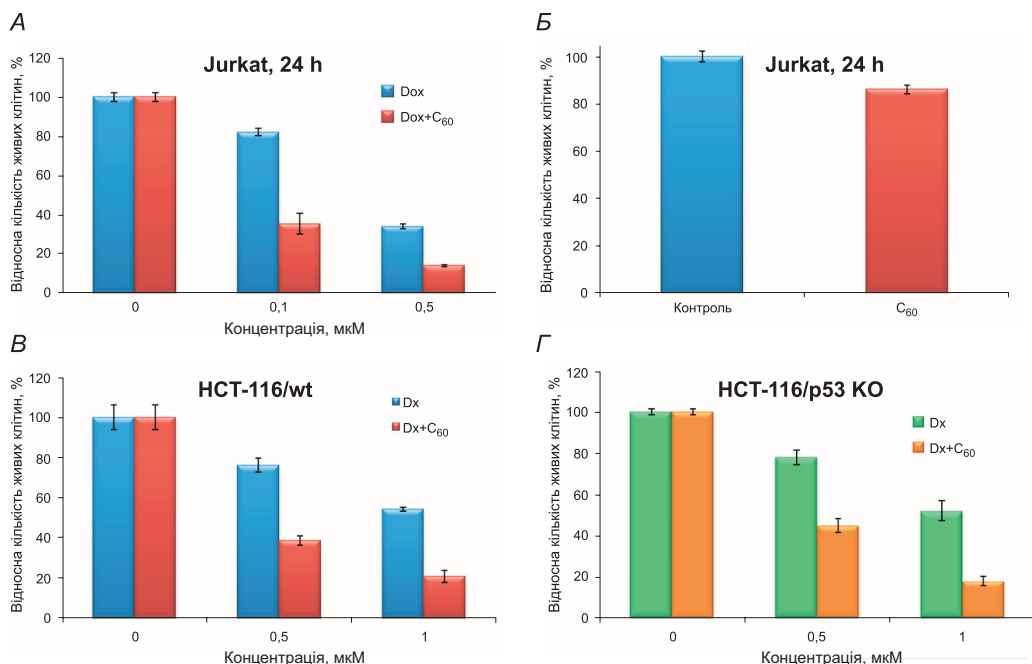 А
Jurkat, 24 h
Відносна кількість живих клітин, %
120
100
80
60
40
20
0
Dox
Dox+C₆₀
0
0,1
0,5
Концентрація, мкМ
Б
Jurkat, 24 h
Відносна кількість живих клітин, %
100
80
60
40
20
0
Контроль
C₆₀
В
HCT-116/wt
Відносна кількість живих клітин, %
120
100
80
60
40
20
0
Dx
Dx+C₆₀
0
0,5
1
Концентрація, мкМ
Г
HCT-116/p53 KO
Відносна кількість живих клітин, %
120
100
80
60
40
20
0
Dx
Dx+C₆₀
0
0,5
1
Концентрація, мкМ